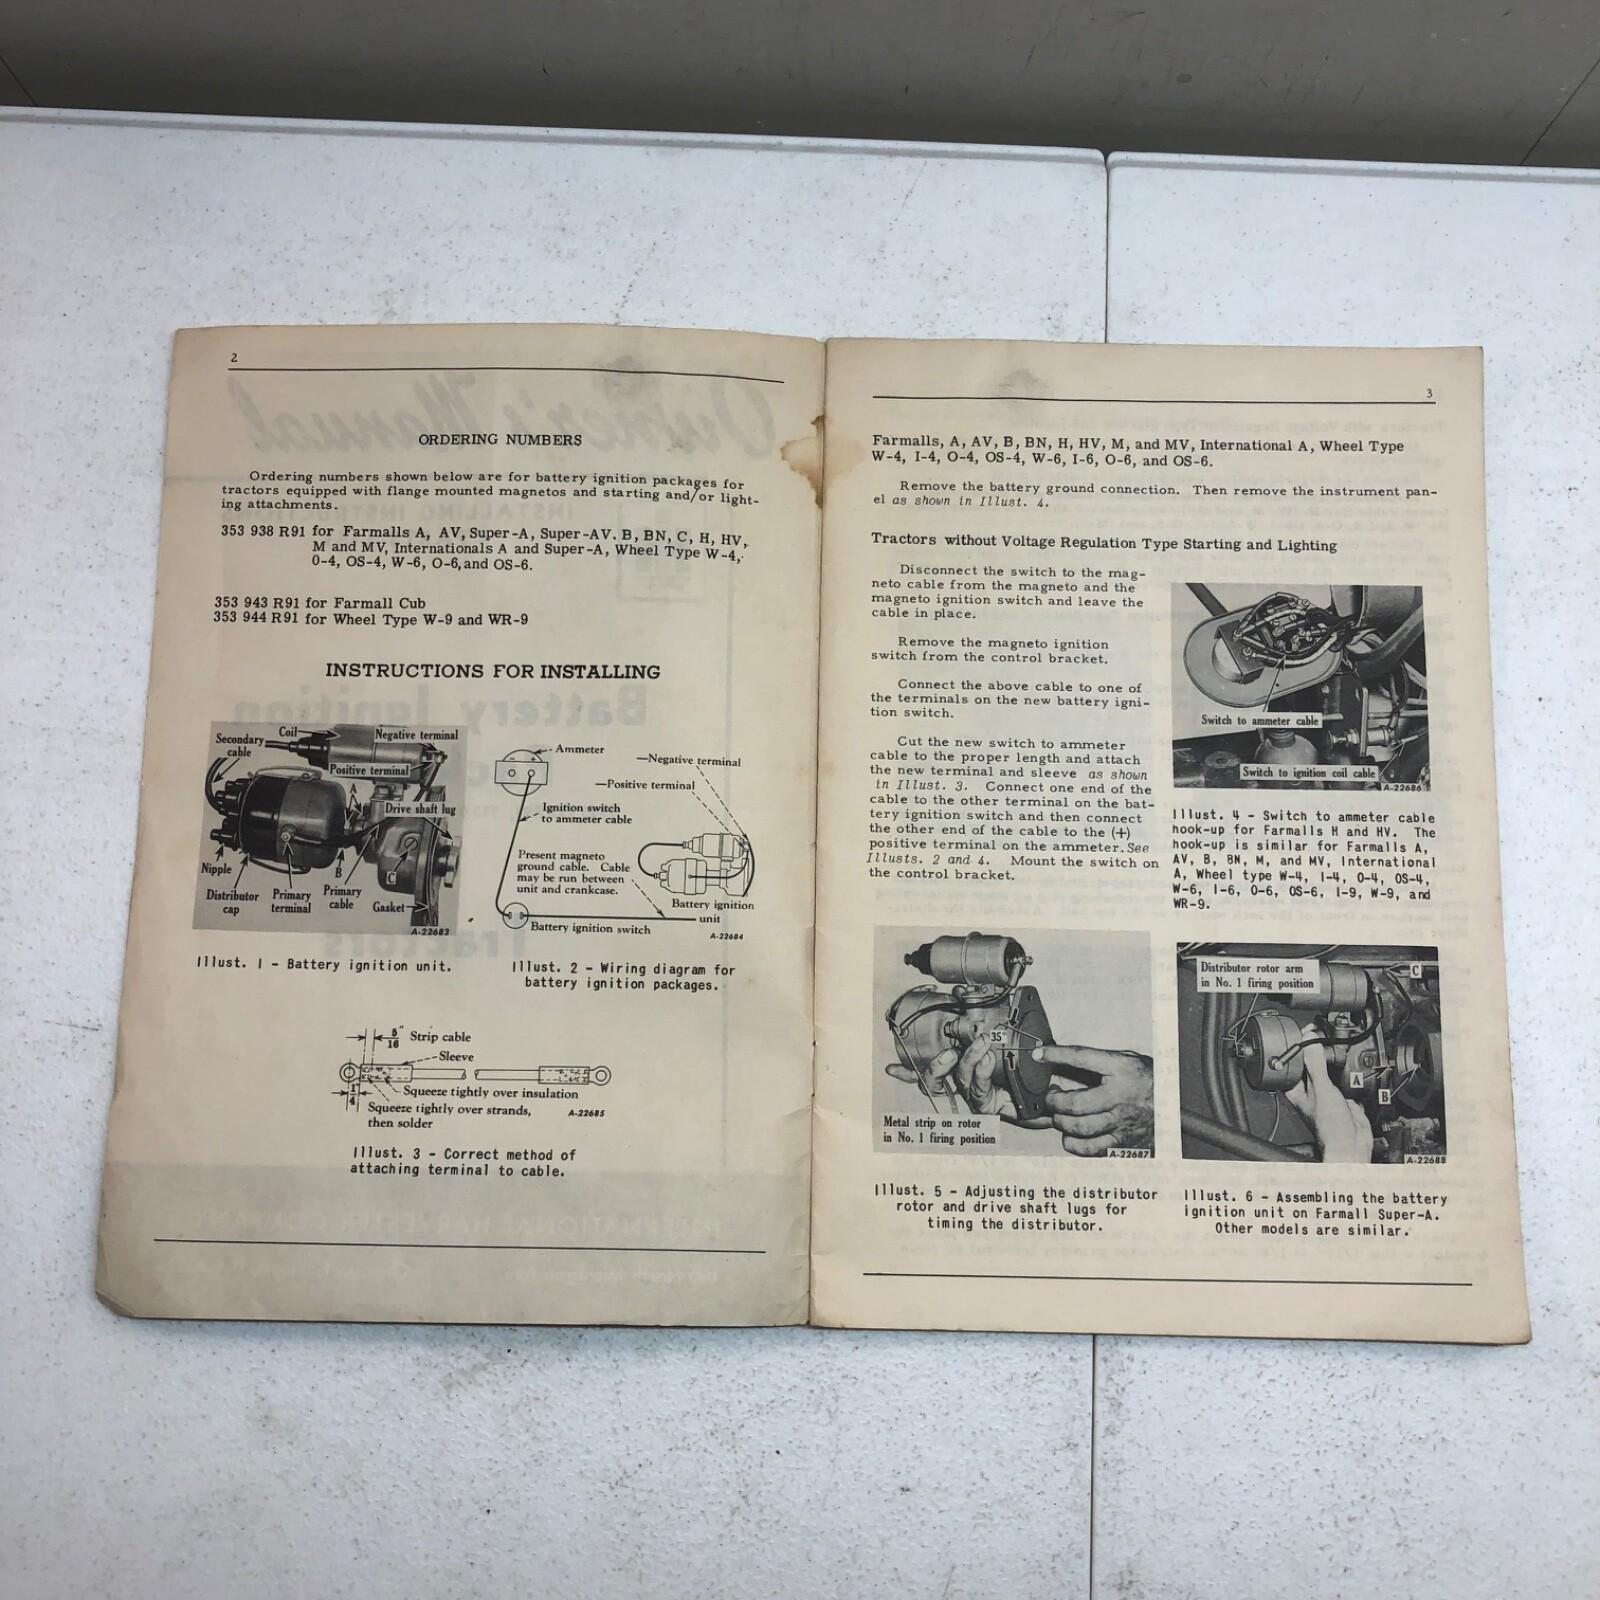 2
ORDERING NUMBERS
Ordering numbers shown below are for battery ignition packages for
tractors equipped with flange mounted magnetos and starting and/or light-
ing attachments.
353 938 R91 for Farmalls A, AV, Super-A, Super-AV. B, BN, C, H, HV,
M and MV, Internationals A and Super-A, Wheel Type W-4,
O-4, OS-4, W-6, O-6, and OS-6.
353 943 R91 for Farmall Cub
353 944 R91 for Wheel Type W-9 and WR-9
INSTRUCTIONS FOR INSTALLING
Secondary
cable
Coil
Negative terminal
Positive terminal
A
Drive shaft lug
Nipple
B
C
Distributor
cap
Primary
terminal
Primary
cable
Gasket
A-22683
Illust. 1 - Battery ignition unit.
Ammeter
Negative terminal
Positive terminal
Ignition switch
to ammeter cable
Present magneto
ground cable. Cable
may be run between
unit and crankcase.
Battery ignition
unit
Battery ignition switch
A-22684
Illust. 2 - Wiring diagram for
battery ignition packages.
5/16" Strip cable
Sleeve
Squeeze tightly over insulation
1/4
Squeeze tightly over strands,
then solder
A-22685
Illust. 3 - Correct method of
attaching terminal to cable.
3
Farmalls, A, AV, B, BN, H, HV, M, and MV, International A, Wheel Type
W-4, I-4, O-4, OS-4, W-6, I-6, O-6, and OS-6.
Remove the battery ground connection. Then remove the instrument pan-
el as shown in Illust. 4.
Tractors without Voltage Regulation Type Starting and Lighting
Disconnect the switch to the mag-
neto cable from the magneto and the
magneto ignition switch and leave the
cable in place.
Remove the magneto ignition
switch from the control bracket.
Connect the above cable to one of
the terminals on the new battery igni-
tion switch.
Cut the new switch to ammeter
cable to the proper length and attach
the new terminal and sleeve as shown
in Illust. 3. Connect one end of the
cable to the other terminal on the bat-
tery ignition switch and then connect
the other end of the cable to the (+)
positive terminal on the ammeter. See
Illusts. 2 and 4. Mount the switch on
the control bracket.
Switch to ammeter cable
Switch to ignition coil cable
A-22686
Illust. 4 - Switch to ammeter cable
hook-up for Farmalls H and HV. The
hook-up is similar for Farmalls A,
AV, B, BN, M, and MV, International
A, Wheel type W-4, I-4, O-4, OS-4,
W-6, I-6, O-6, OS-6, I-9, W-9, and
WR-9.
35°
Metal strip on rotor
in No. 1 firing position
A-22687
Illust. 5 - Adjusting the distributor
rotor and drive shaft lugs for
timing the distributor.
Distributor rotor arm
in No. 1 firing position
C
A
B
A-22688
Illust. 6 - Assembling the battery
ignition unit on Farmall Super-A.
Other models are similar.